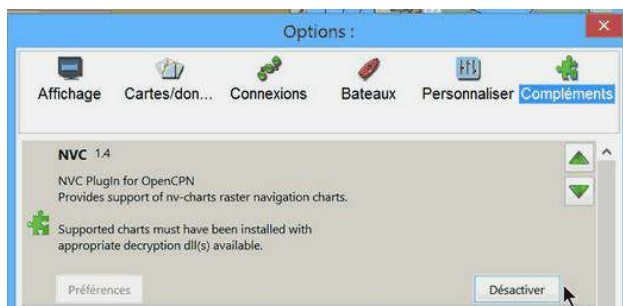 Options :
Affichage Cartes/don... Connexions Bateaux Personnaliser Compléments
NVC 1.4
NVC PlugIn for OpenCPN
Provides support of nv-charts raster navigation charts.
Supported charts must have been installed with
appropriate decryption dll(s) available.
Préférences Désactiver